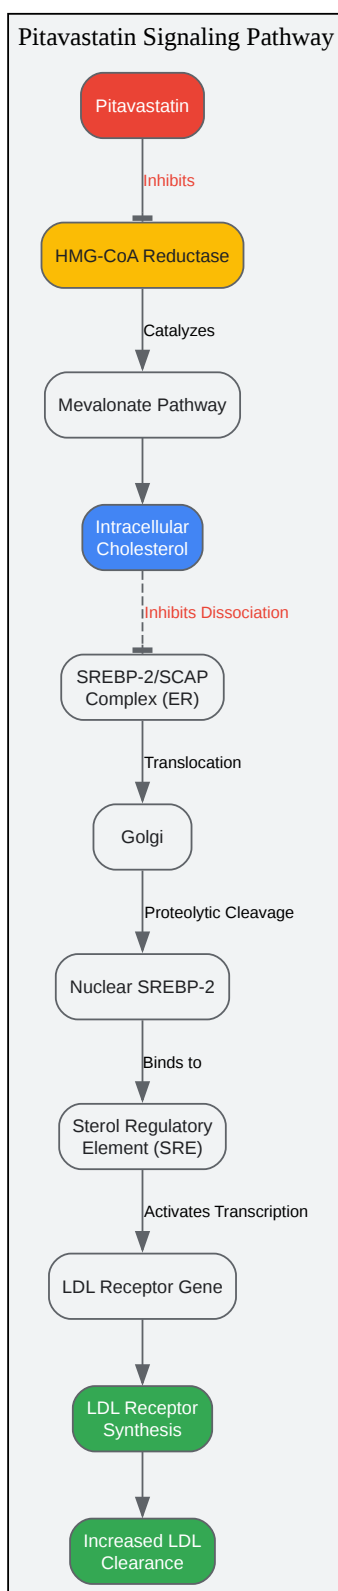 Pitavastatin Signaling Pathway
Pitavastatin
Inhibits
HMG-CoA Reductase
Catalyzes
Mevalonate Pathway
Intracellular
Cholesterol
Inhibits Dissociation
SREBP-2/SCAP
Complex (ER)
Translocation
Golgi
Proteolytic Cleavage
Nuclear SREBP-2
Binds to
Sterol Regulatory
Element (SRE)
Activates Transcription
LDL Receptor Gene
LDL Receptor
Synthesis
Increased LDL
Clearance